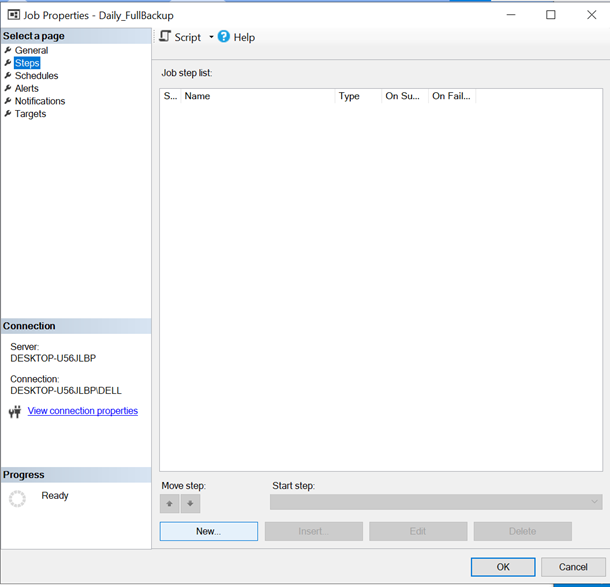 Job Properties - Daily_FullBackup
Select a page
General
Steps
Schedules
Alerts
Notifications
Targets
Script
Help
Job step list:
S... Name Type On Su... On Fail...
Connection
Server:
DESKTOP-U56JLBP
Connection:
DESKTOP-U56JLBP\DELL
View connection properties
Progress
Ready
Move step:
Start step:
New...
Insert...
Edit
Delete
OK
Cancel